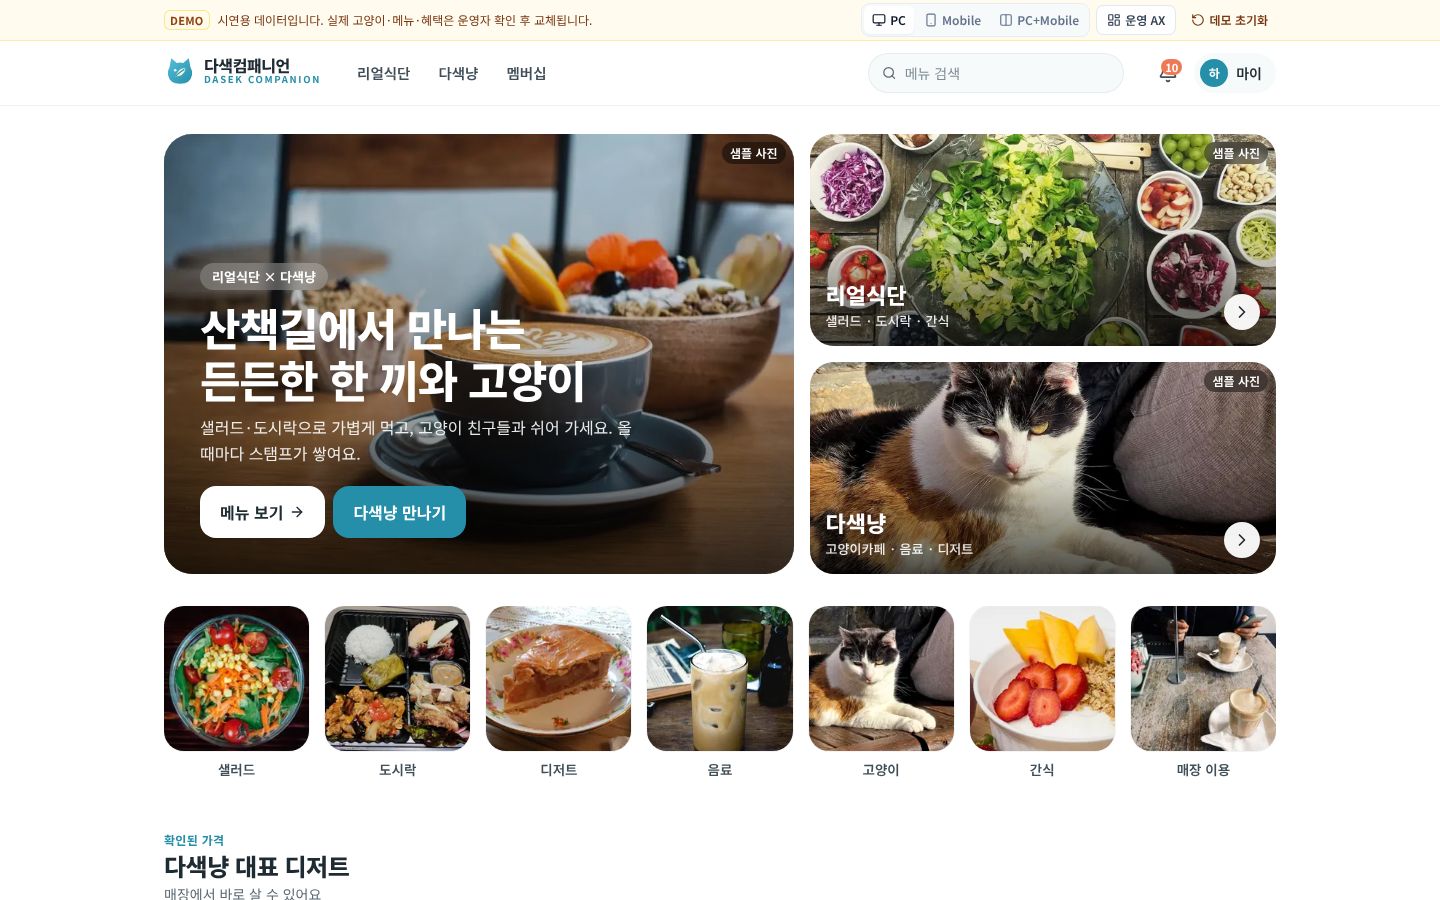 DEMO 시연용 데이터입니다. 실제 고양이·메뉴·혜택은 운영자 확인 후 교체됩니다. PC Mobile PC+Mobile 운영 AX 데모 초기화
다색컴패니언
DASEK COMPANION
리얼식단 다색냥 멤버십 메뉴 검색 10 하 마이
샘플 사진
리얼식단 × 다색냥
산책길에서 만나는
든든한 한 끼와 고양이
샐러드·도시락으로 가볍게 먹고, 고양이 친구들과 쉬어 가세요. 올
때마다 스탬프가 쌓여요.
메뉴 보기 → 다색냥 만나기
샘플 사진
리얼식단
샐러드 · 도시락 · 간식
샘플 사진
다색냥
고양이카페 · 음료 · 디저트
샐러드 도시락 디저트 음료 고양이 간식 매장 이용
확인된 가격
다색냥 대표 디저트
매장에서 바로 살 수 있어요